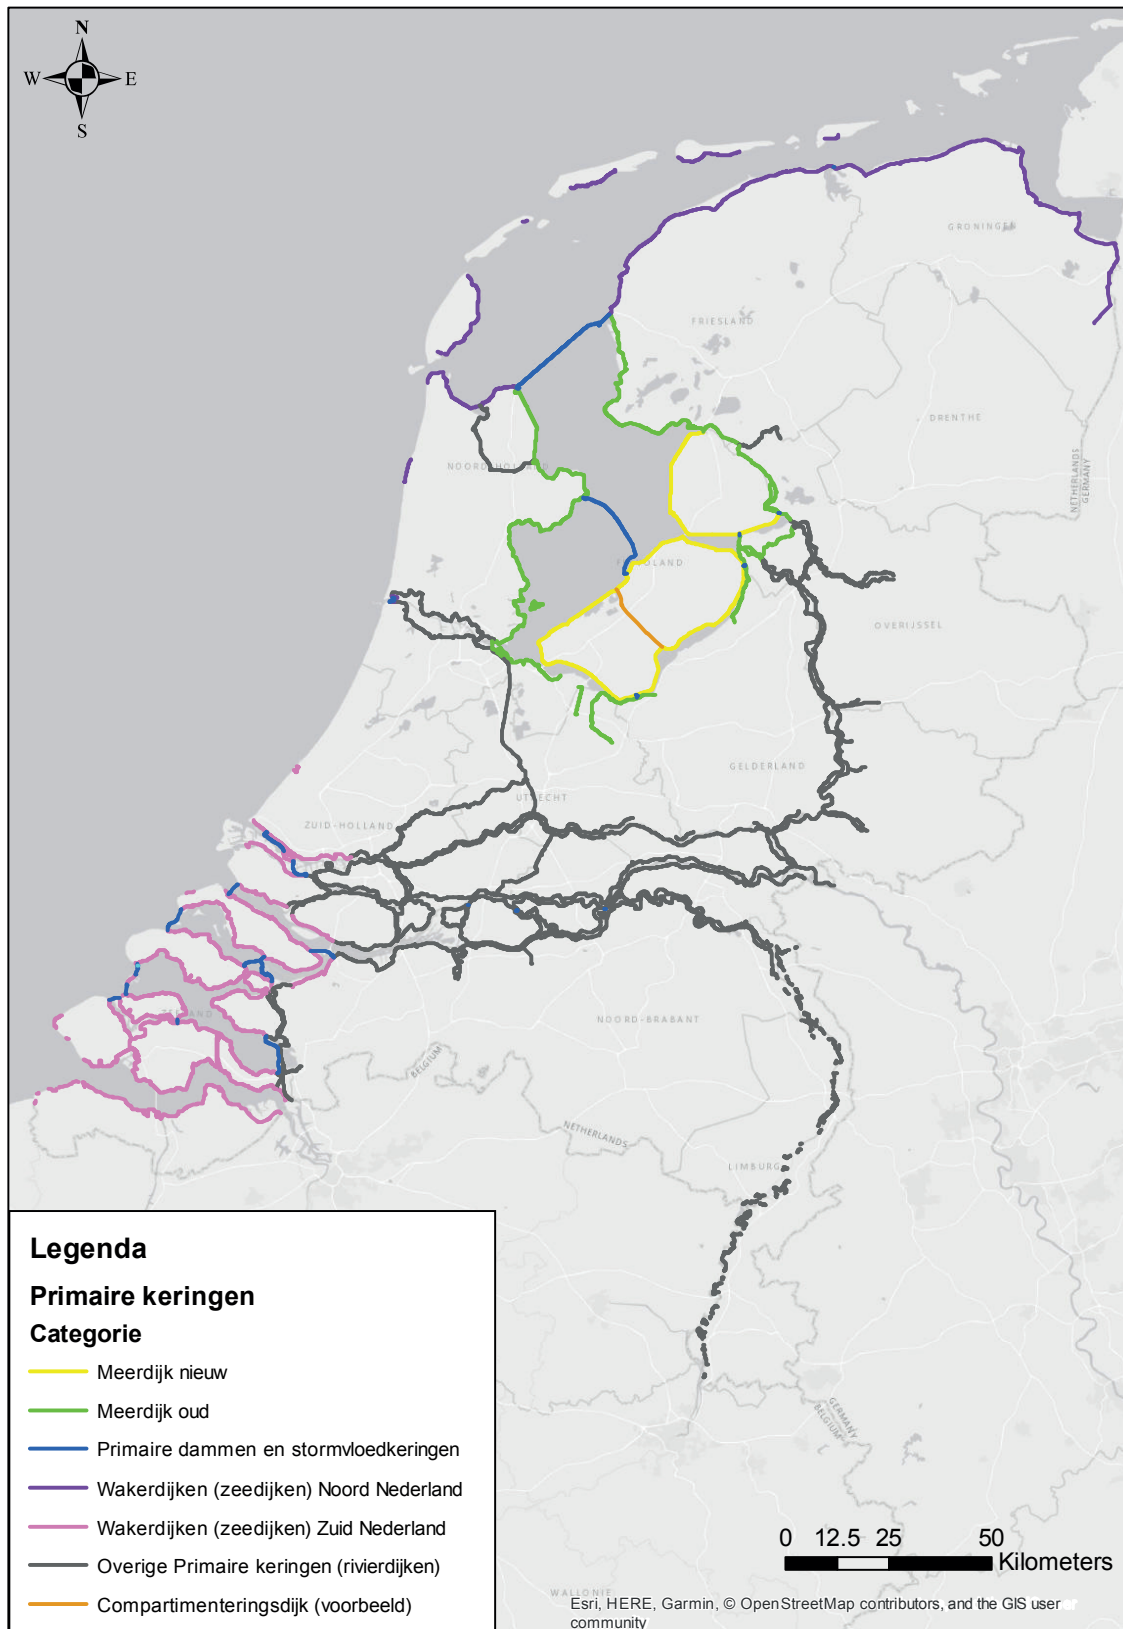 N
W E
S
GRONINGEN
FRIESLAND
DRENTHE
NETHERLANDS
GERMANY
NOORD-HOLLAND
OVERIJSSEL
GELDERLAND
UTRECHT
ZUID-HOLLAND
NOORD-BRABANT
BELGIUM
NETHERLANDS
LIMBURG
GERMANY
BELGIUM
WALLONIE
Legenda
Primaire keringen
Categorie
Meerdijk nieuw
Meerdijk oud
Primaire dammen en stormvloedkeringen
Wakerdijken (zeedijken) Noord Nederland
Wakerdijken (zeedijken) Zuid Nederland
Overige Primaire keringen (rivierdijken)
Compartimenteringsdijk (voorbeeld)
0 12.5 25 50
Kilometers
Esri, HERE, Garmin, © OpenStreetMap contributors, and the GIS user
community